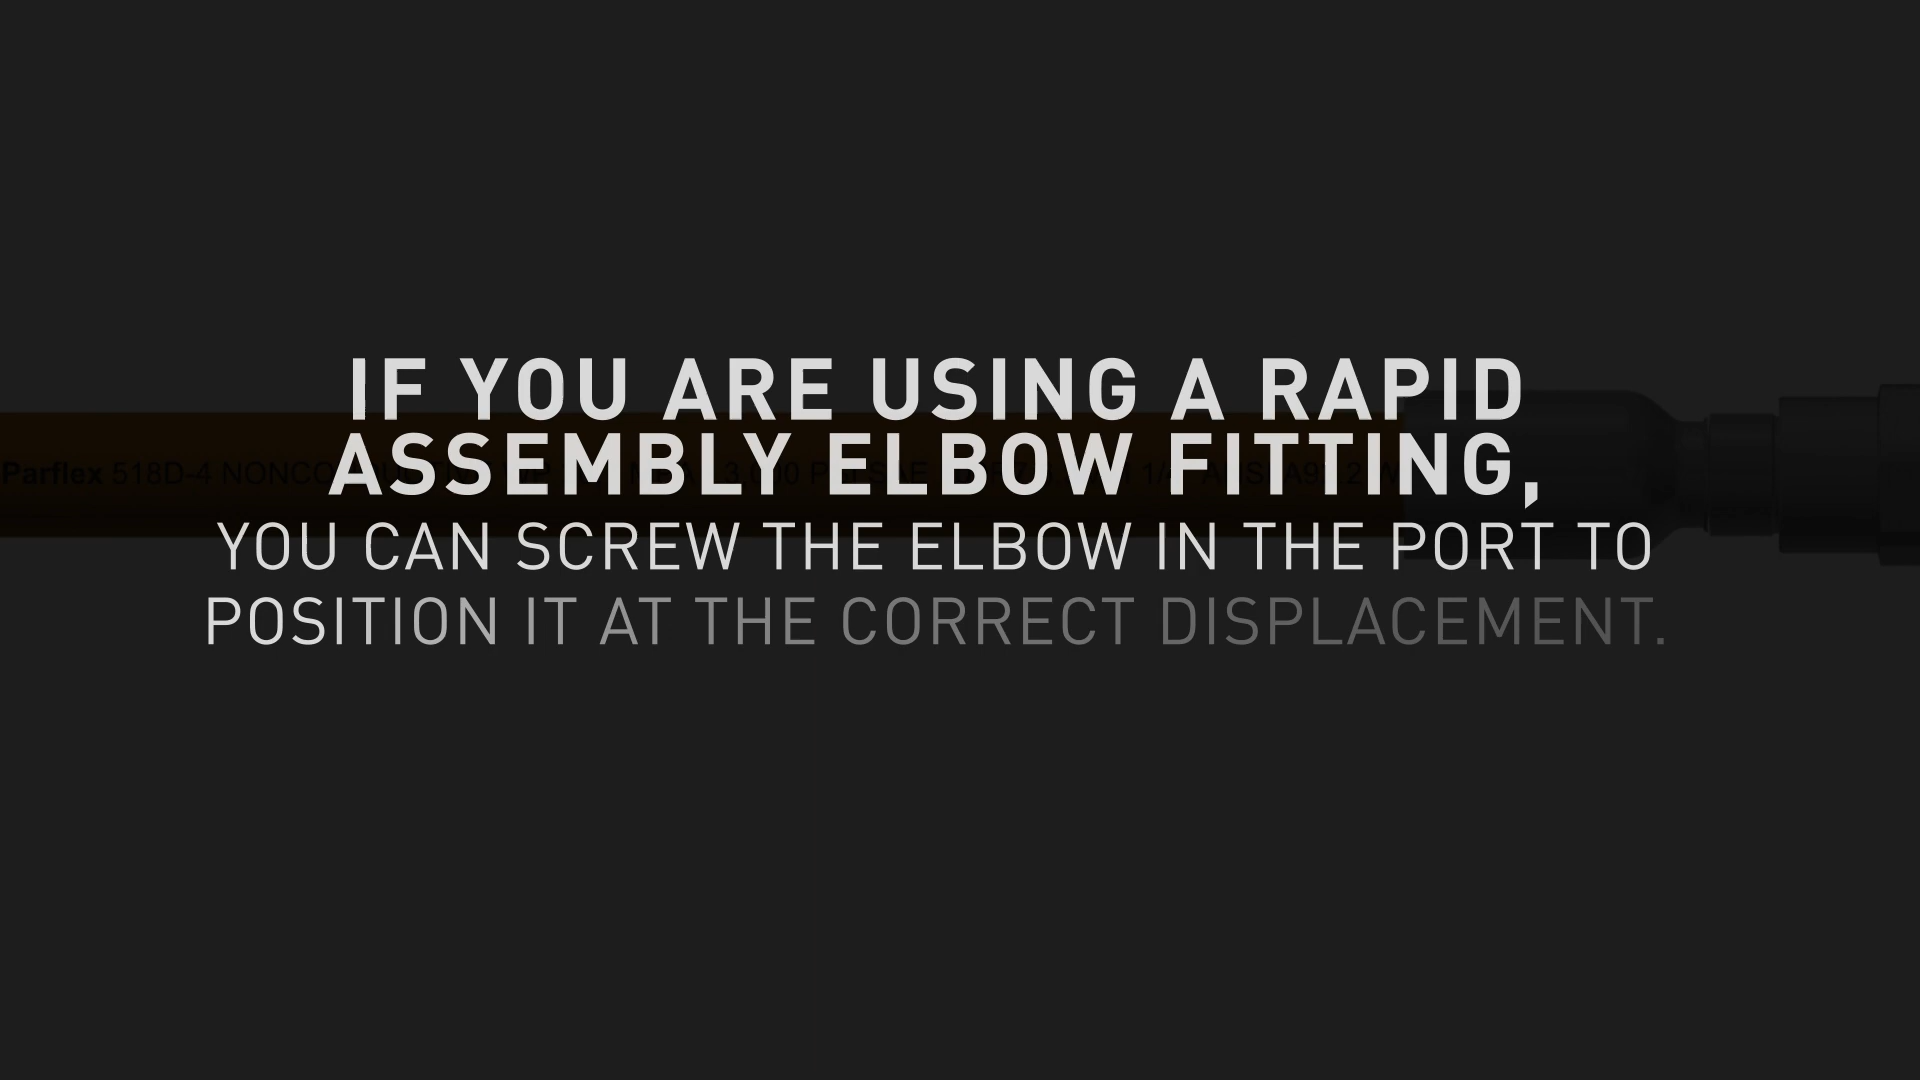 IF YOU ARE USING A RAPID
ASSEMBLY ELBOW FITTING,
YOU CAN SCREW THE ELBOW IN THE PORT TO
POSITION IT AT THE CORRECT DISPLACEMENT.
Parflex 518D-4